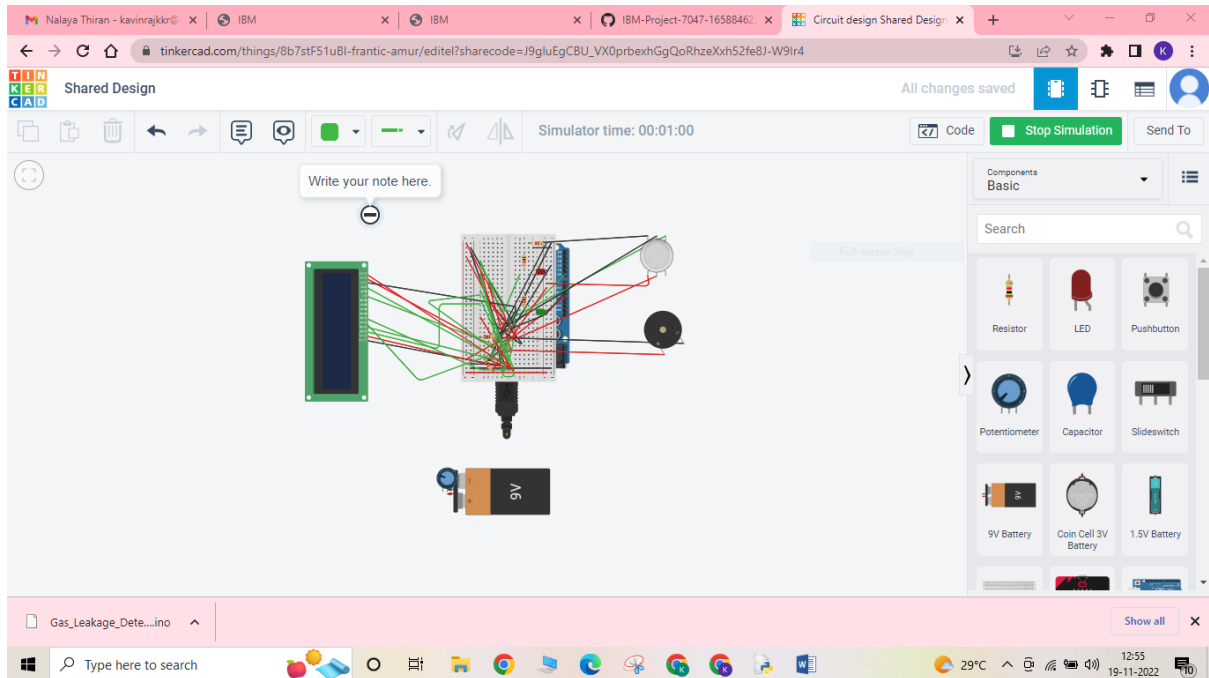 Nalaya Thiran - kavinrajkkr@
IBM
IBM
IBM-Project-7047-16588462
Circuit design Shared Design
tinkercad.com/things/8b7stF51uBI-frantic-amur/editel?sharecode=J9gluEgCBU_VX0prbexhGgQoRhzeXxh52fe8J-W9Ir4
K
TIN
KER
CAD
Shared Design
All changes saved
Simulator time: 00:01:00
Code
Stop Simulation
Send To
Write your note here.
Full-screen Snip
9V
Components
Basic
Search
Resistor
LED
Pushbutton
Potentiometer
Capacitor
Slideswitch
9V
9V Battery
Coin Cell 3V
Battery
1.5V Battery
Gas_Leakage_Dete....ino
Show all
Type here to search
29°C
12:55
19-11-2022